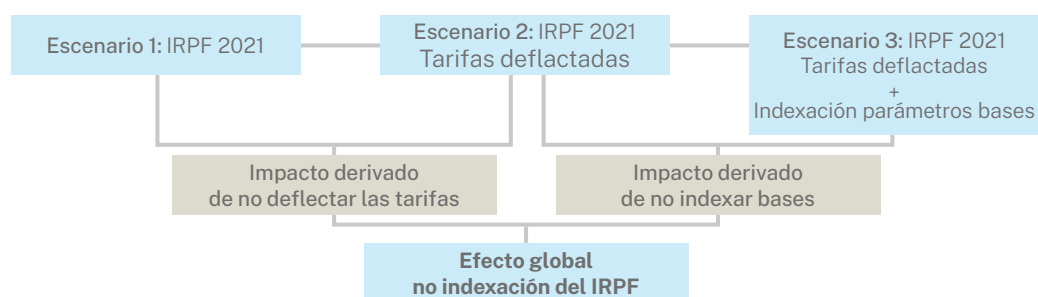 Escenario 1: IRPF 2021
Escenario 2: IRPF 2021
Tarifas deflactadas
Escenario 3: IRPF 2021
Tarifas deflactadas
+
Indexación parámetros bases
Impacto derivado
de no deflectar las tarifas
Impacto derivado
de no indexar bases
Efecto global
no indexación del IRPF